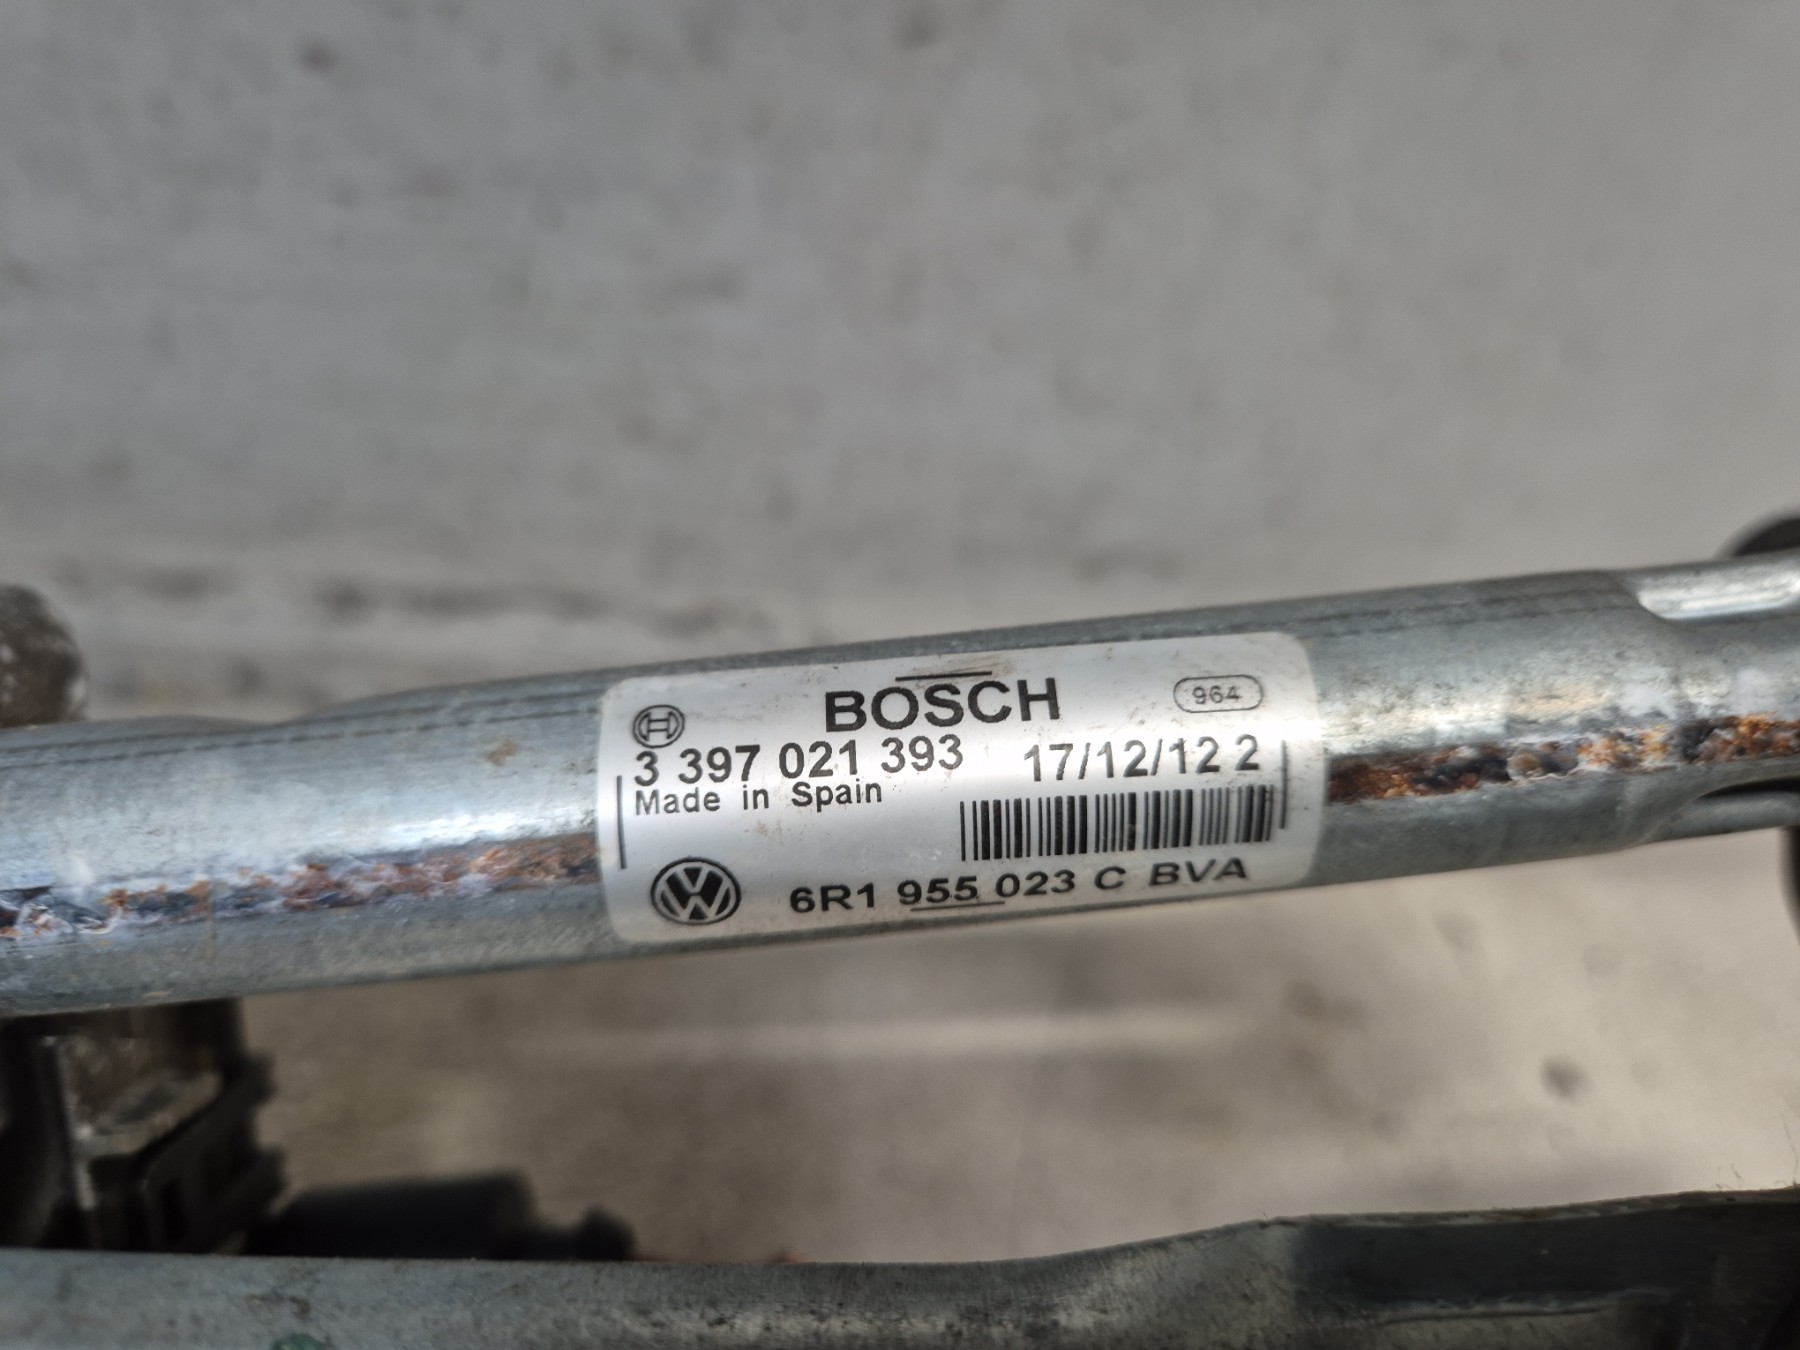 BOSCH
964
3 397 021 393 17/12/12 2
Made in Spain
6R1 955 023 C BVA